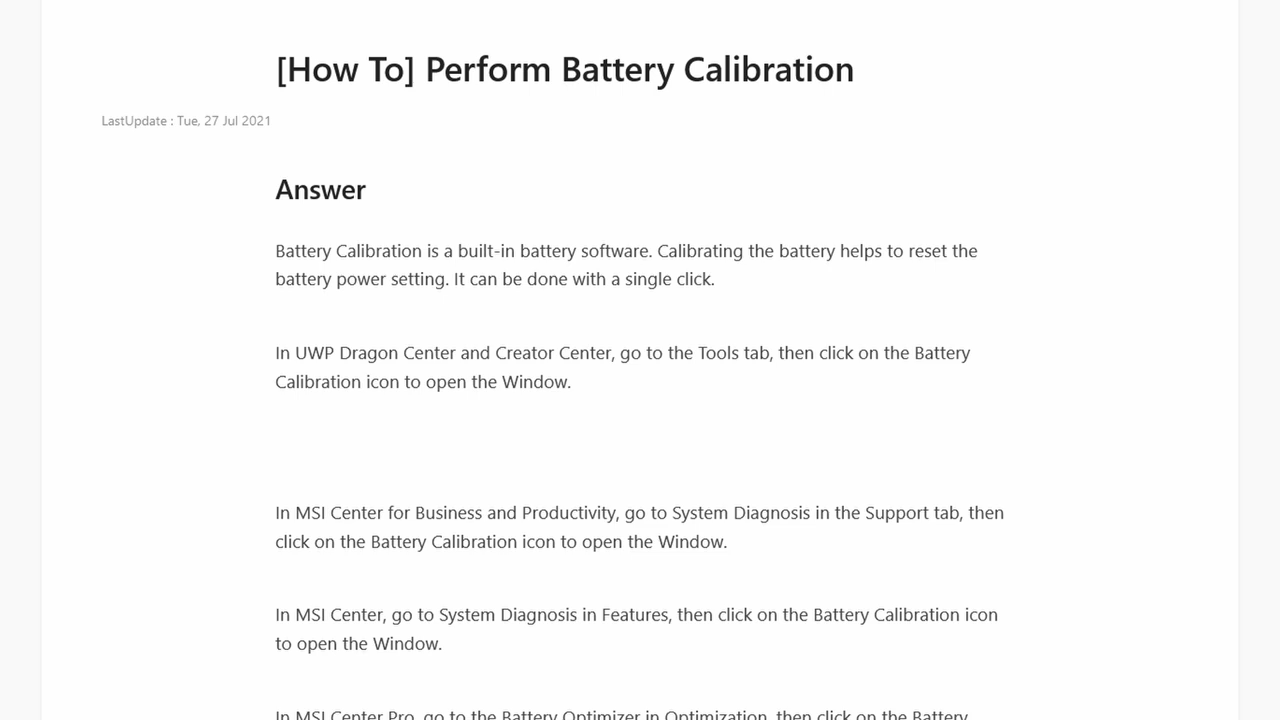 [How To] Perform Battery Calibration
LastUpdate : Tue, 27 Jul 2021
Answer
Battery Calibration is a built-in battery software. Calibrating the battery helps to reset the
battery power setting. It can be done with a single click.
In UWP Dragon Center and Creator Center, go to the Tools tab, then click on the Battery
Calibration icon to open the Window.
In MSI Center for Business and Productivity, go to System Diagnosis in the Support tab, then
click on the Battery Calibration icon to open the Window.
In MSI Center, go to System Diagnosis in Features, then click on the Battery Calibration icon
to open the Window.
In MSI Center Pro, go to the Battery Optimizer in Optimization, then click on the Battery